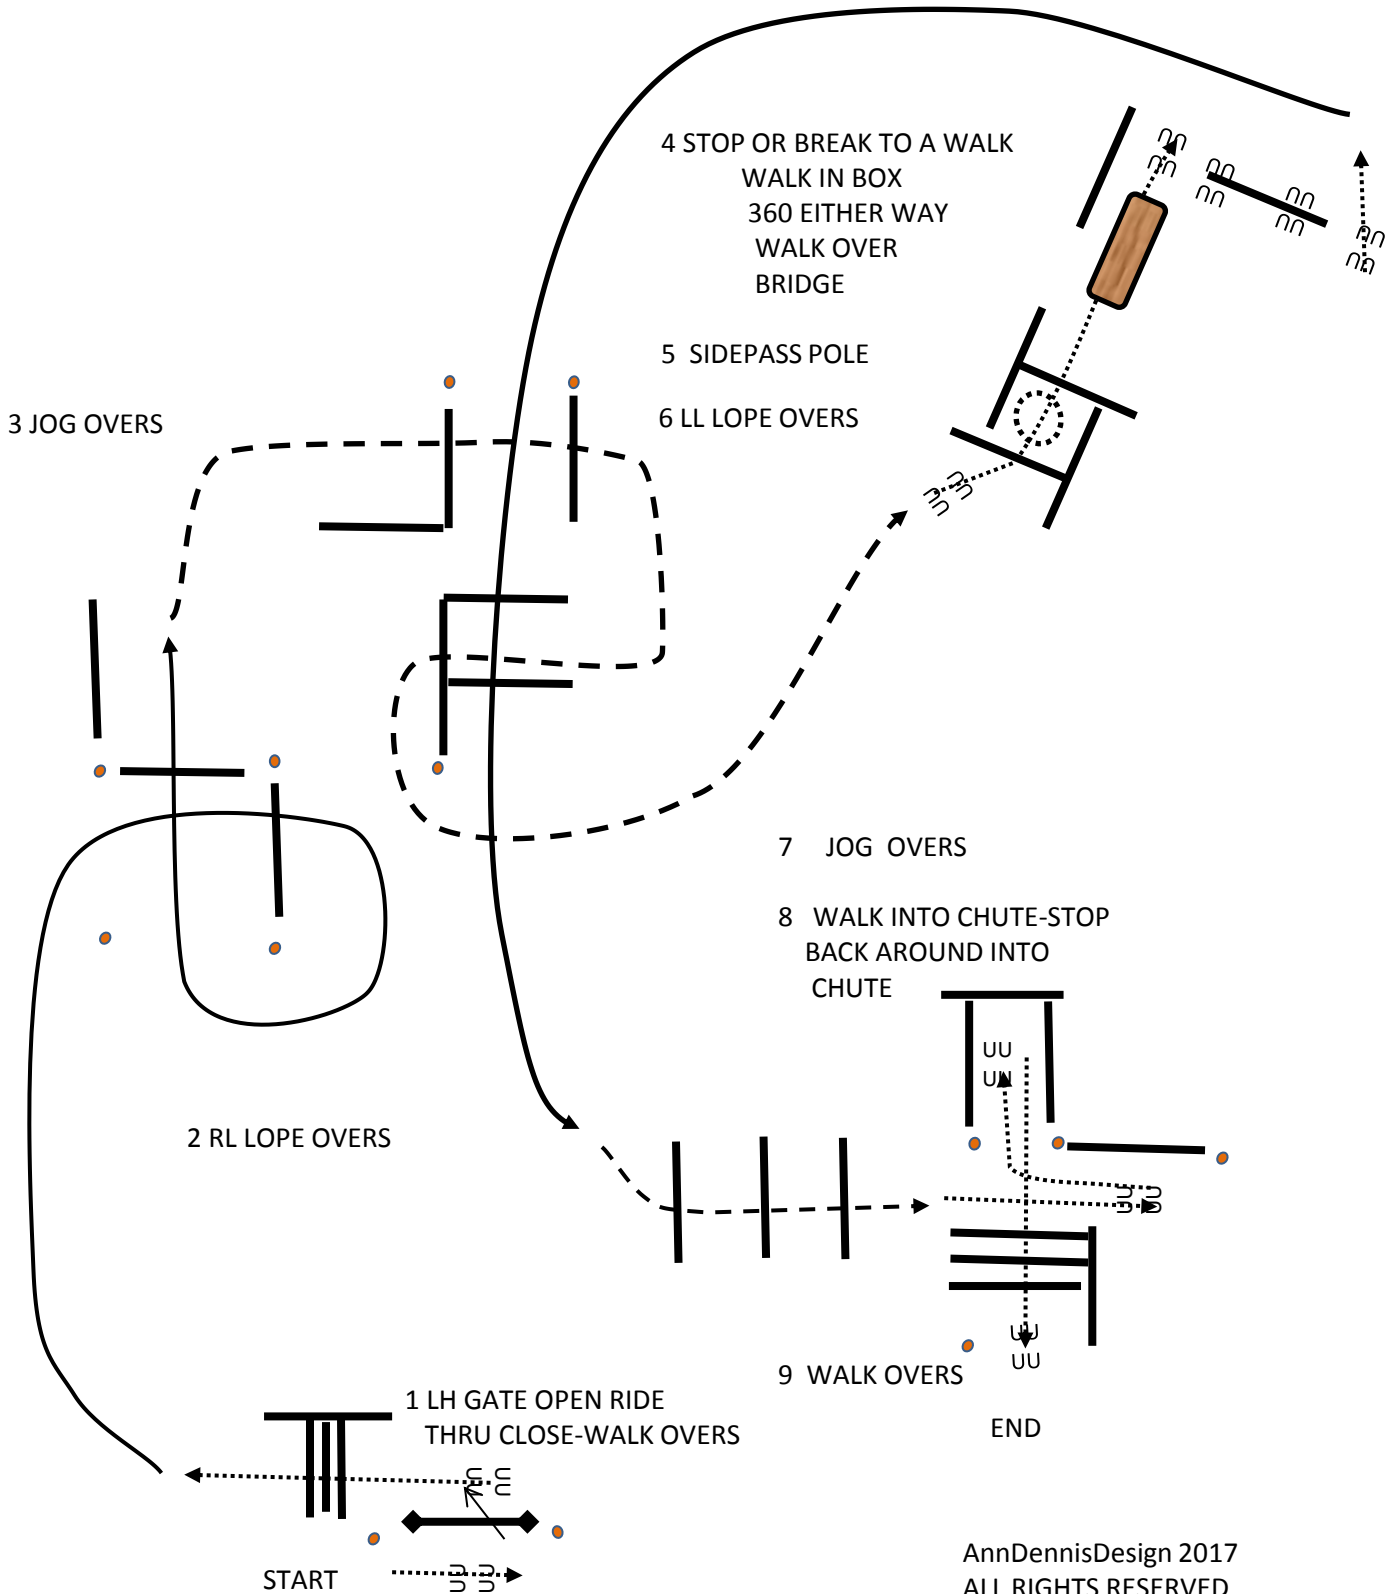 4 STOP OR BREAK TO A WALK
WALK IN BOX
360 EITHER WAY
WALK OVER
BRIDGE
5 SIDEPASS POLE
6 LL LOPE OVERS
3 JOG OVERS
7 JOG OVERS
8 WALK INTO CHUTE-STOP
BACK AROUND INTO
CHUTE
2 RL LOPE OVERS
9 WALK OVERS
1 LH GATE OPEN RIDE
THRU CLOSE-WALK OVERS
END
START
AnnDennisDesign 2017
ALL RIGHTS RESERVED